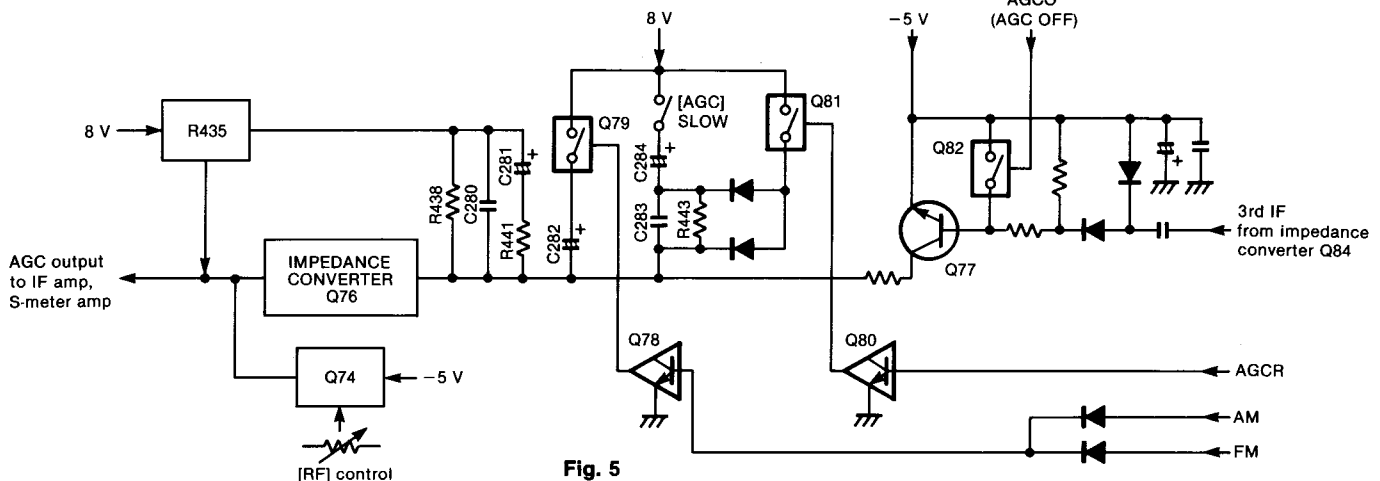 AGCO
(AGC OFF)
8 V
−5 V
8 V
R435
Q79
[AGC]
SLOW
Q81
Q82
R438
C280
C281
+
R441
C282
+
C284
+
C283
R443
+
Q77
3rd IF
from impedance
converter Q84
AGC output
to IF amp,
S-meter amp
IMPEDANCE
CONVERTER
Q76
Q74
−5 V
[RF] control
Q78
Q80
AGCR
AM
FM
Fig. 5